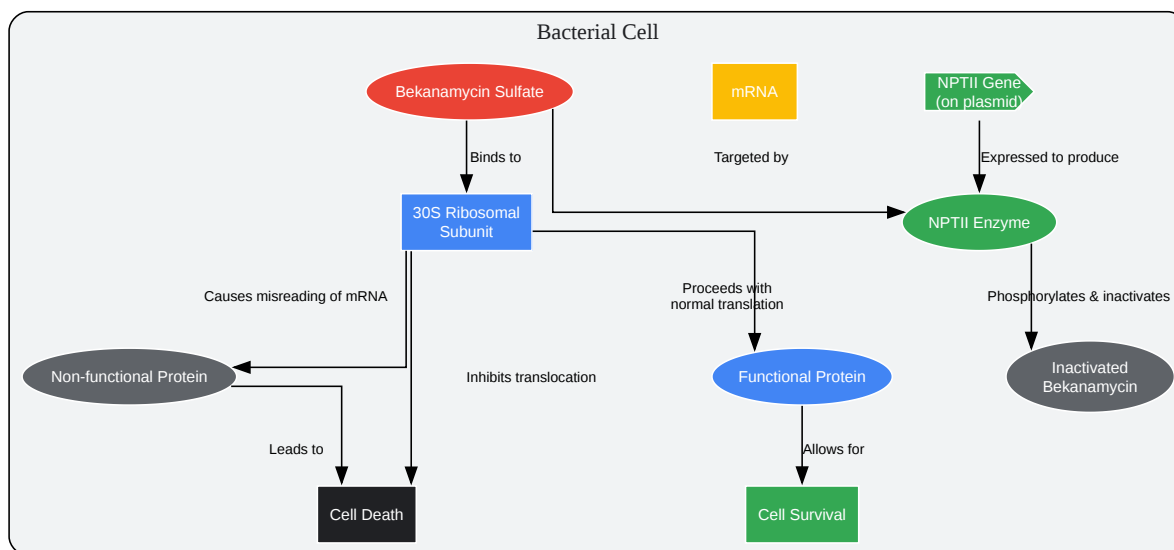 Bacterial Cell
Bekanamycin Sulfate
mRNA
NPTII Gene
(on plasmid)
Binds to
Targeted by
Expressed to produce
30S Ribosomal
Subunit
NPTII Enzyme
Causes misreading of mRNA
Proceeds with
normal translation
Phosphorylates & inactivates
Non-functional Protein
Inhibits translocation
Functional Protein
Inactivated
Bekanamycin
Leads to
Allows for
Cell Death
Cell Survival